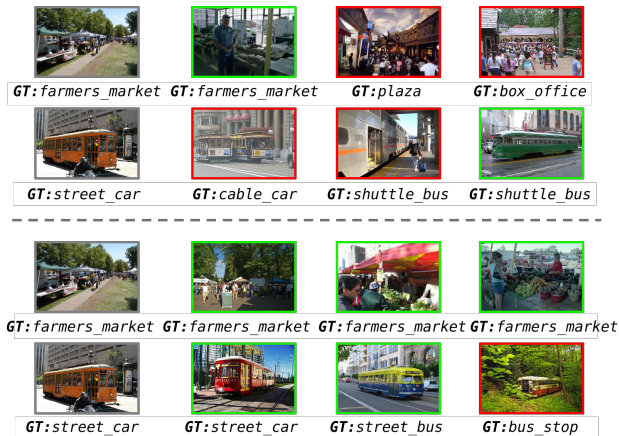 GT:farmers_market GT:farmers_market GT:plaza GT:box_office
GT:street_car GT:cable_car GT:shuttle_bus GT:shuttle_bus
GT:farmers_market GT:farmers_market GT:farmers_market GT:farmers_market
GT:street_car GT:street_car GT:street_bus GT:bus_stop